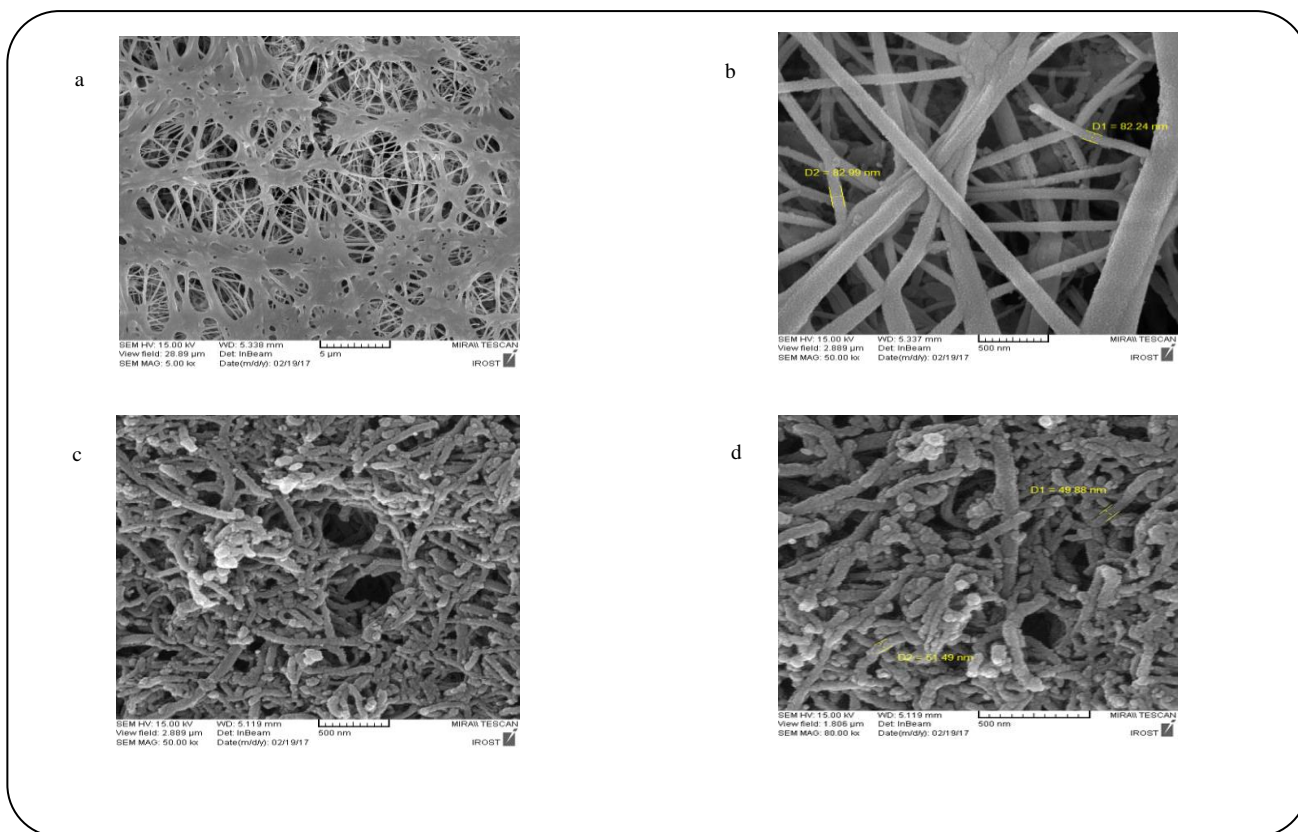 a
SEM HV: 15.00 kV WD: 5.338 mm MIRA\\ TESCAN
View field: 28.89 µm Det: InBeam 5 µm
SEM MAG: 5.00 kx Date(m/d/y): 02/19/17 IROST
b
D1 = 82.24 nm
D2 = 82.99 nm
SEM HV: 15.00 kV WD: 5.337 mm MIRA\\ TESCAN
View field: 2.889 µm Det: InBeam 500 nm
SEM MAG: 50.00 kx Date(m/d/y): 02/19/17 IROST
c
SEM HV: 15.00 kV WD: 5.119 mm MIRA\\ TESCAN
View field: 2.889 µm Det: InBeam 500 nm
SEM MAG: 50.00 kx Date(m/d/y): 02/19/17 IROST
d
D1 = 49.88 nm
D2 = 51.49 nm
SEM HV: 15.00 kV WD: 5.119 mm MIRA\\ TESCAN
View field: 1.806 µm Det: InBeam 500 nm
SEM MAG: 80.00 kx Date(m/d/y): 02/19/17 IROST